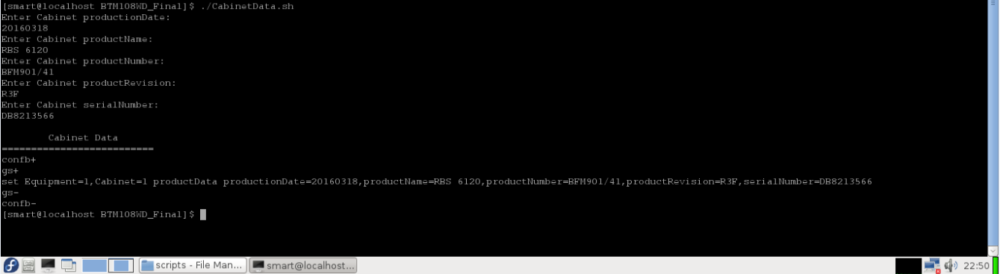 [smart@localhost BTM108WD_Final]$ ./CabinetData.sh
Enter Cabinet productionDate:
20160318
Enter Cabinet productName:
RBS 6120
Enter Cabinet productNumber:
BFM901/41
Enter Cabinet productRevision:
R3F
Enter Cabinet serialNumber:
DB8213566
Cabinet Data
==========================
confb+
gs+
set Equipment=1,Cabinet=1 productData productionDate=20160318,productName=RBS 6120,productNumber=BFM901/41,productRevision=R3F,serialNumber=DB8213566
gs-
confb-
[smart@localhost BTM108WD_Final]$
scripts - File Man... smart@localhost... 22:50